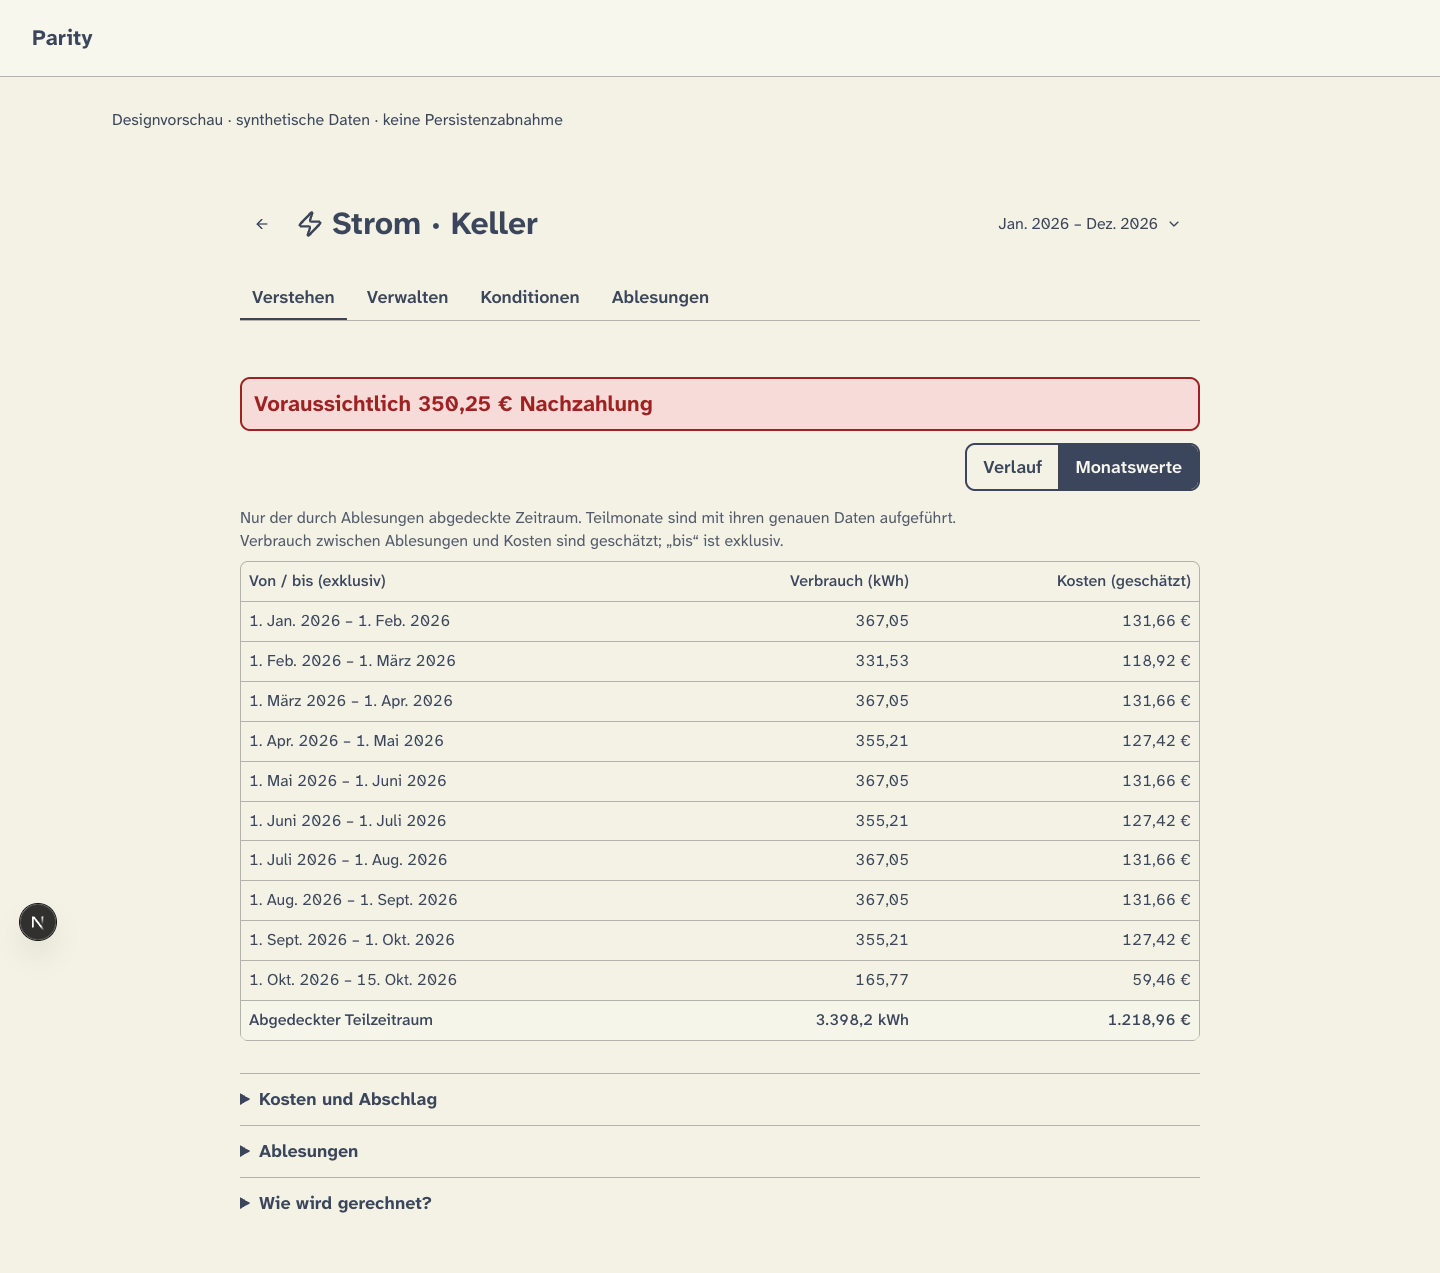 Parity
Designvorschau · synthetische Daten · keine Persistenzabnahme
Strom · Keller
Jan. 2026 – Dez. 2026
Verstehen Verwalten Konditionen Ablesungen
Voraussichtlich 350,25 € Nachzahlung
Verlauf Monatswerte
Nur der durch Ablesungen abgedeckte Zeitraum. Teilmonate sind mit ihren genauen Daten aufgeführt.
Verbrauch zwischen Ablesungen und Kosten sind geschätzt; „bis“ ist exklusiv.
Von / bis (exklusiv) Verbrauch (kWh) Kosten (geschätzt)
1. Jan. 2026 – 1. Feb. 2026 367,05 131,66 €
1. Feb. 2026 – 1. März 2026 331,53 118,92 €
1. März 2026 – 1. Apr. 2026 367,05 131,66 €
1. Apr. 2026 – 1. Mai 2026 355,21 127,42 €
1. Mai 2026 – 1. Juni 2026 367,05 131,66 €
1. Juni 2026 – 1. Juli 2026 355,21 127,42 €
1. Juli 2026 – 1. Aug. 2026 367,05 131,66 €
1. Aug. 2026 – 1. Sept. 2026 367,05 131,66 €
1. Sept. 2026 – 1. Okt. 2026 355,21 127,42 €
1. Okt. 2026 – 15. Okt. 2026 165,77 59,46 €
Abgedeckter Teilzeitraum 3.398,2 kWh 1.218,96 €
Kosten und Abschlag
Ablesungen
Wie wird gerechnet?
N